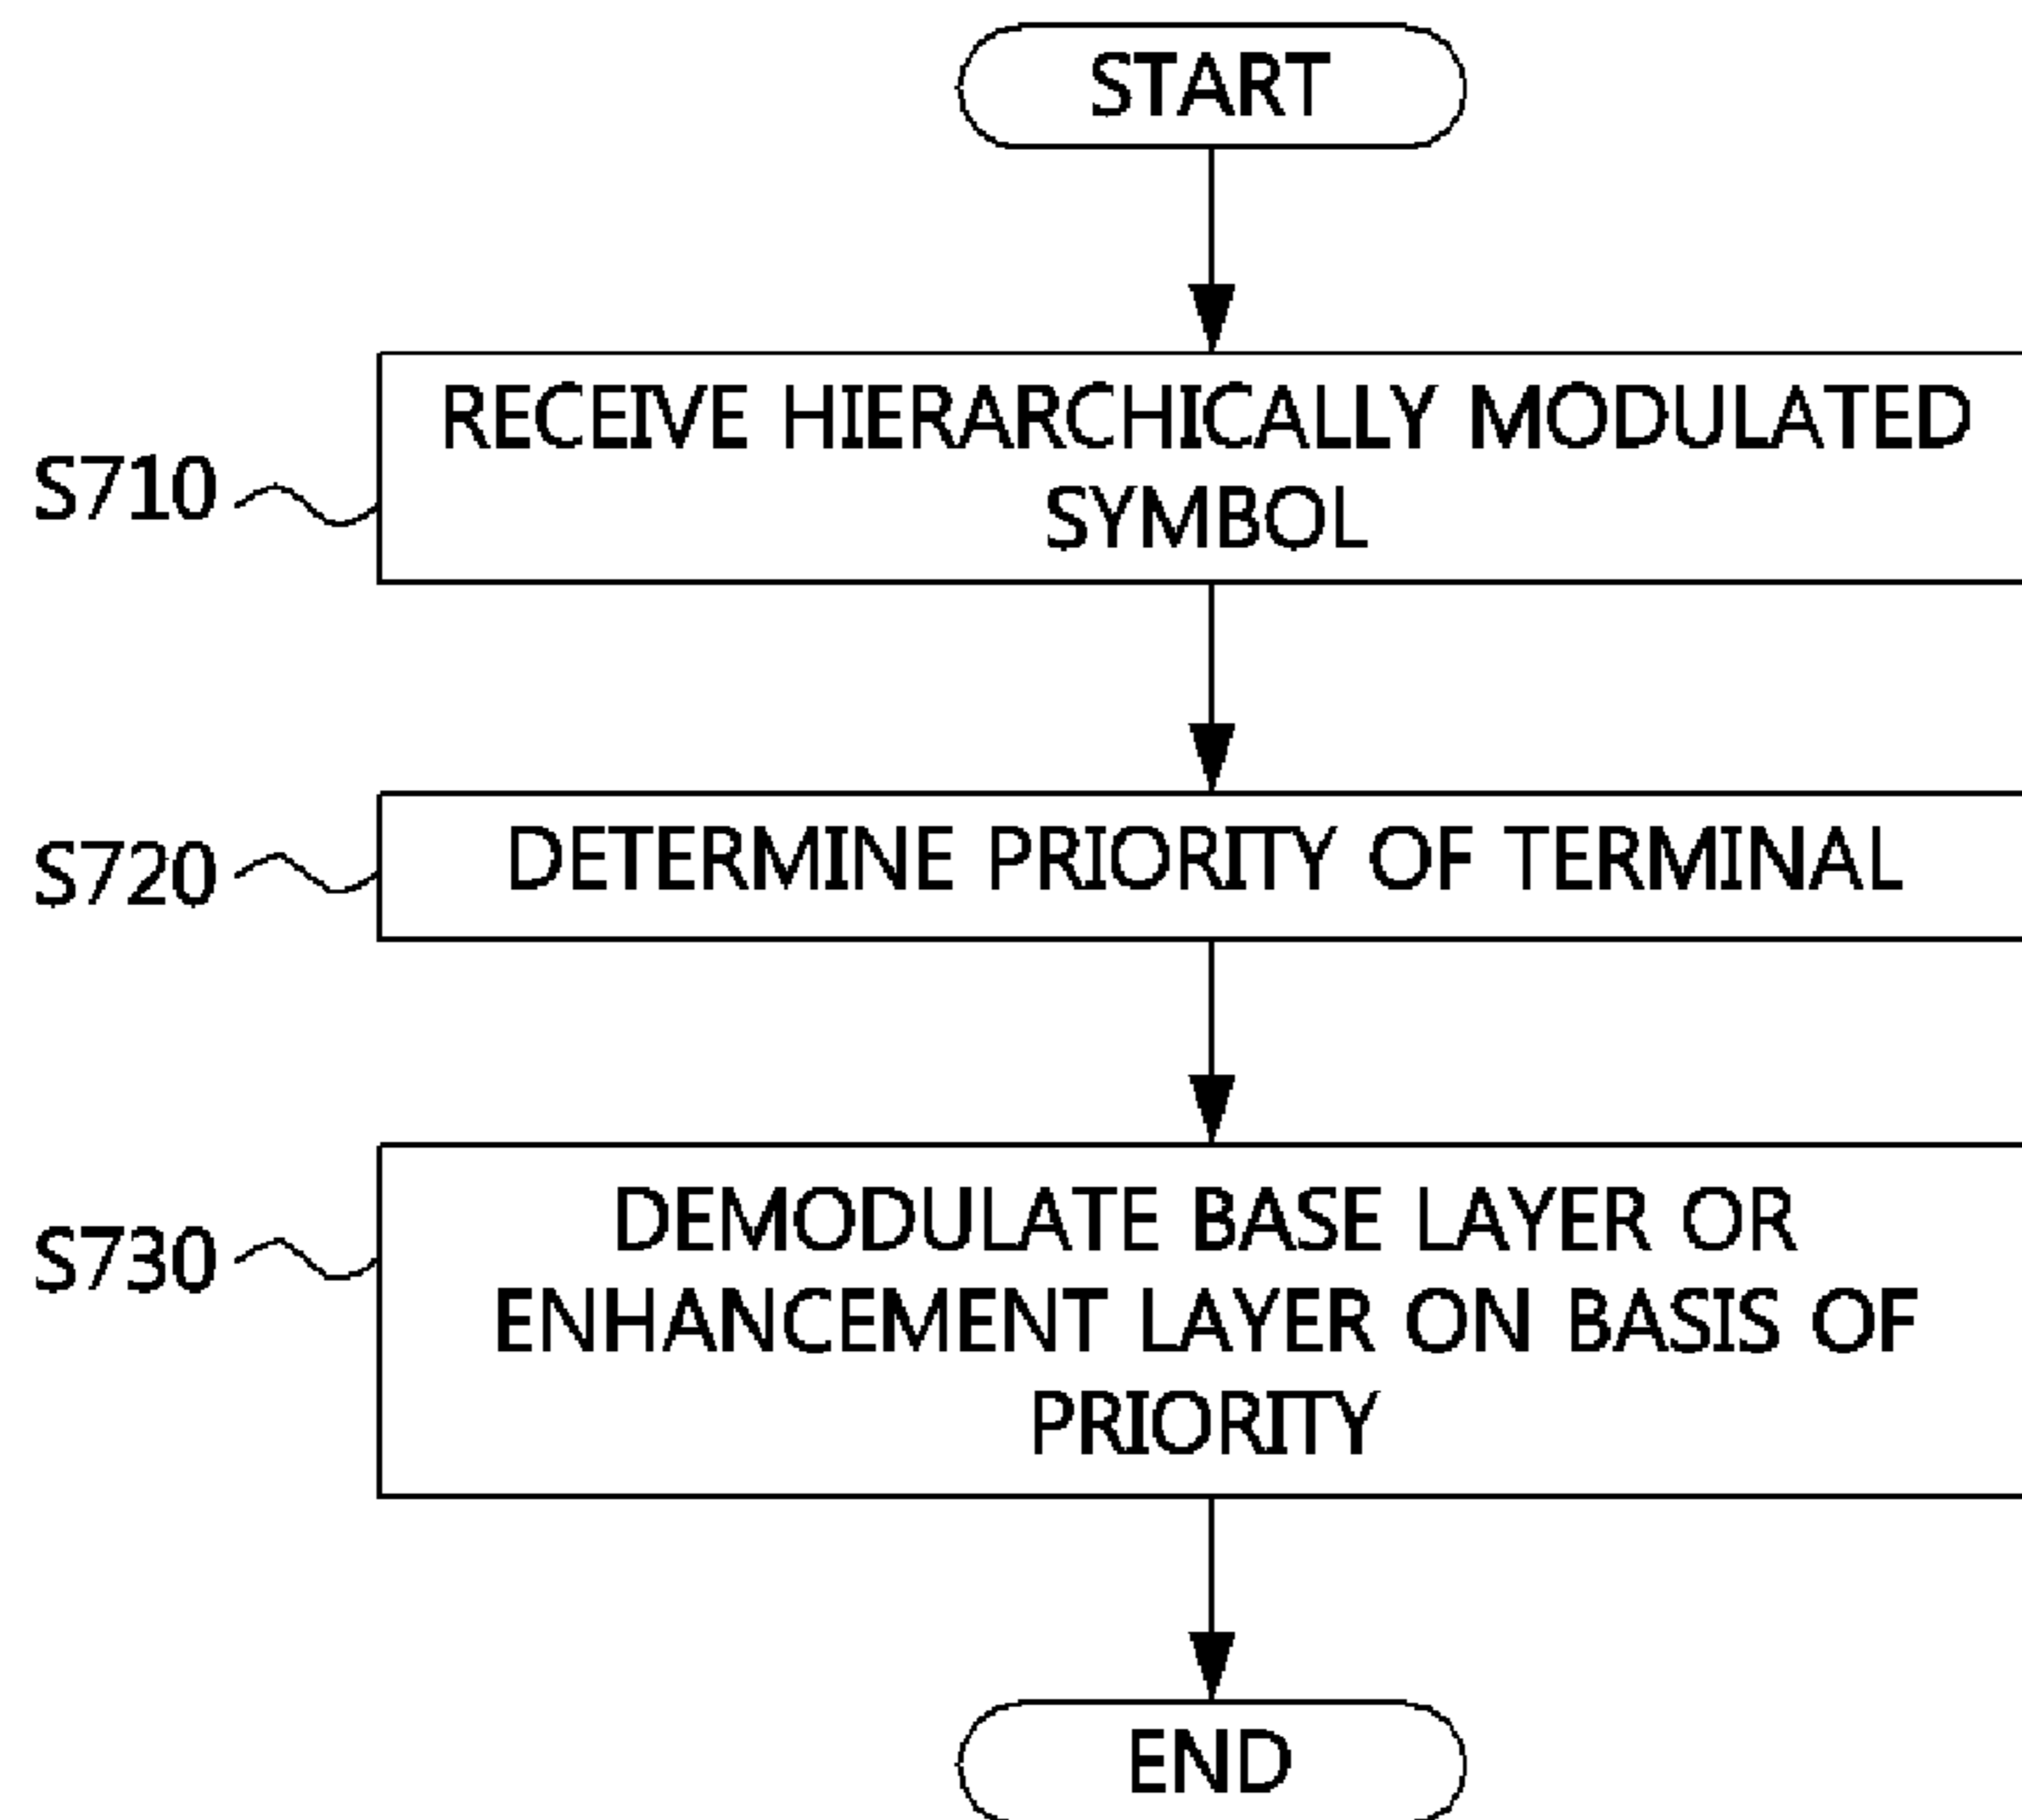 START
RECEIVE HIERARCHICALLY MODULATED
SYMBOL
S710
DETERMINE PRIORITY OF TERMINAL
S720
DEMODULATE BASE LAYER OR
ENHANCEMENT LAYER ON BASIS OF
PRIORITY
S730
END